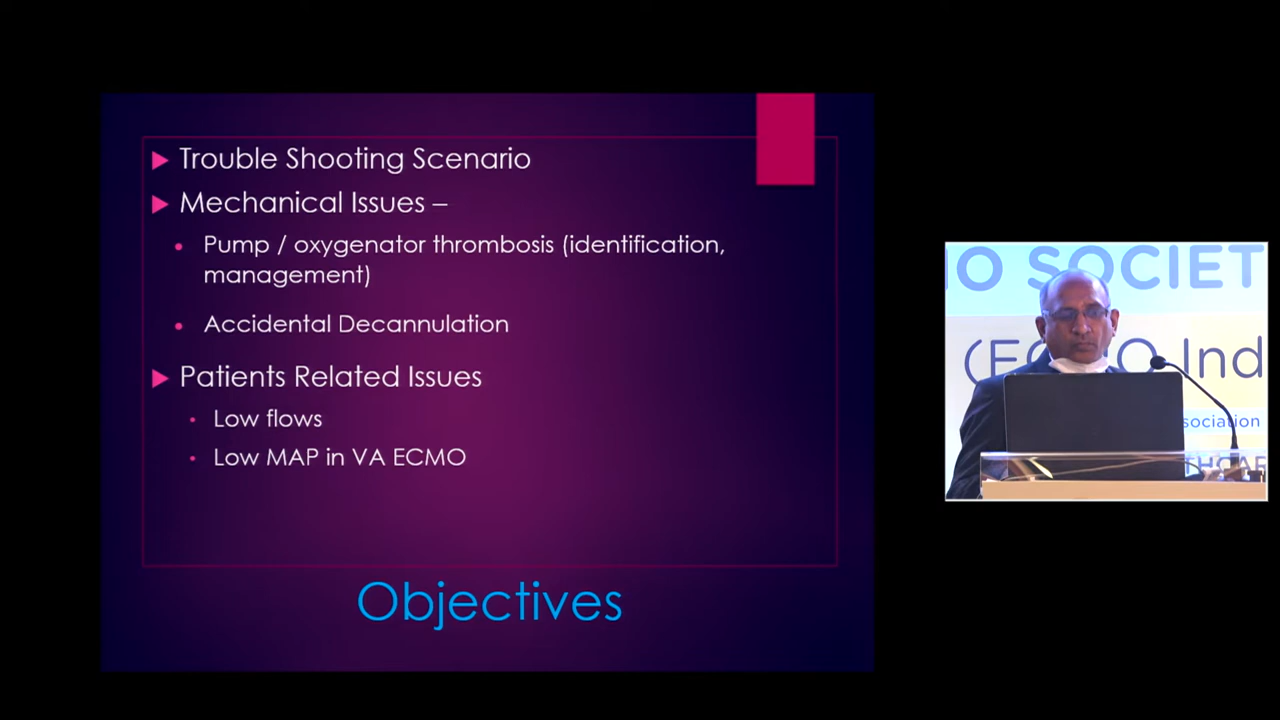 Trouble Shooting Scenario
Mechanical Issues –
Pump / oxygenator thrombosis (identification,
management)
Accidental Decannulation
Patients Related Issues
Low flows
Low MAP in VA ECMO
Objectives
O SOCIET
(E O Ind
sociation
THCA